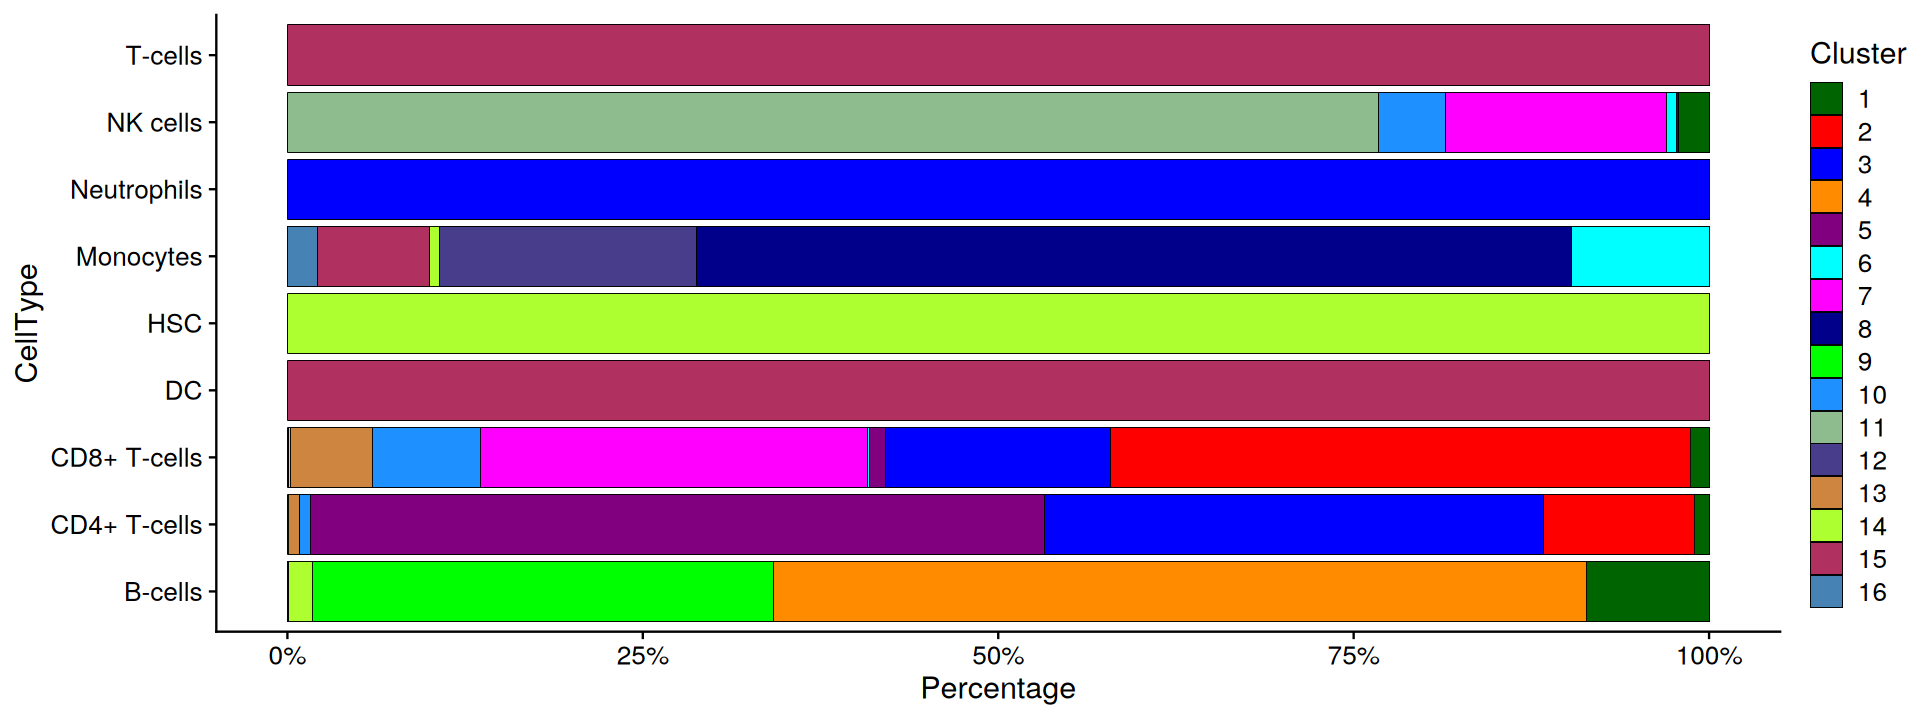 CellType
T-cells
NK cells
Neutrophils
Monocytes
HSC
DC
CD8+ T-cells
CD4+ T-cells
B-cells
0% 25% 50% 75% 100%
Percentage
Cluster
1
2
3
4
5
6
7
8
9
10
11
12
13
14
15
16